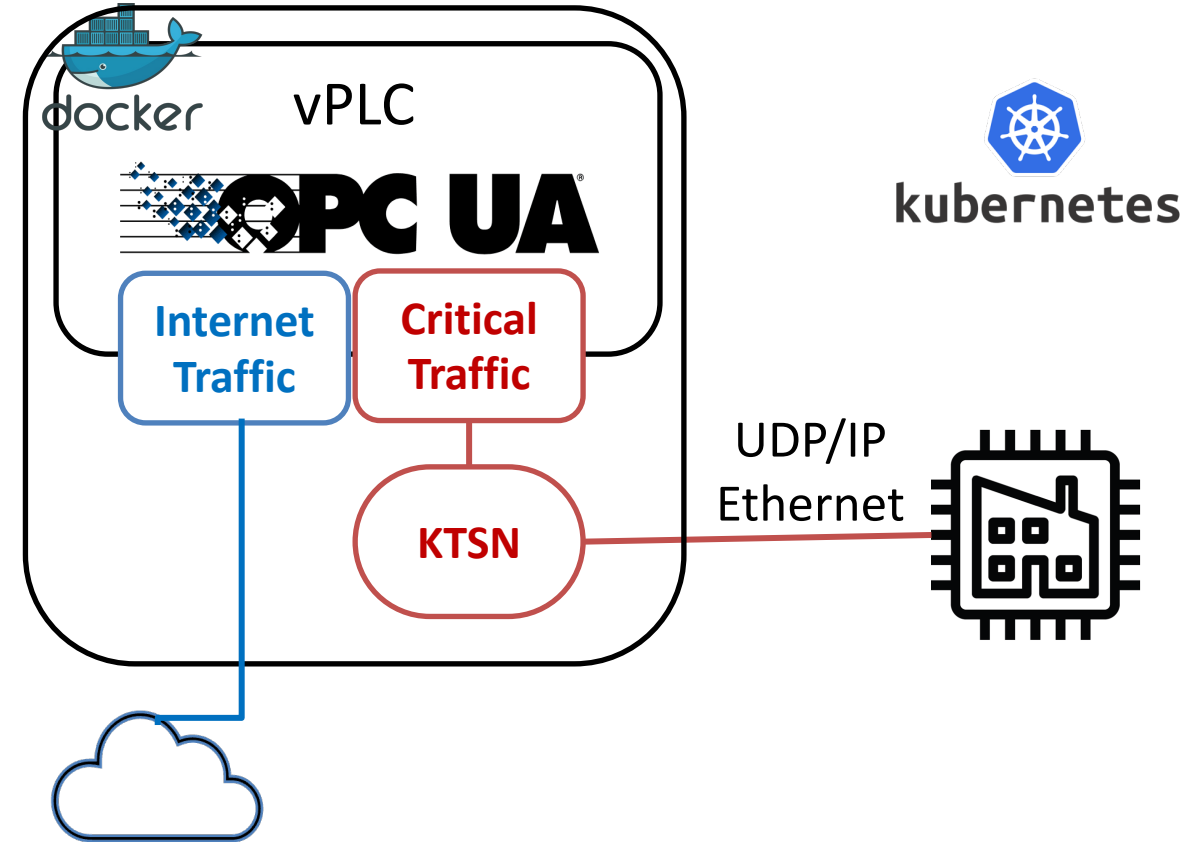 docker
vPLC
OPC UA®
kubernetes
Internet
Traffic
Critical
Traffic
UDP/IP
Ethernet
KTSN